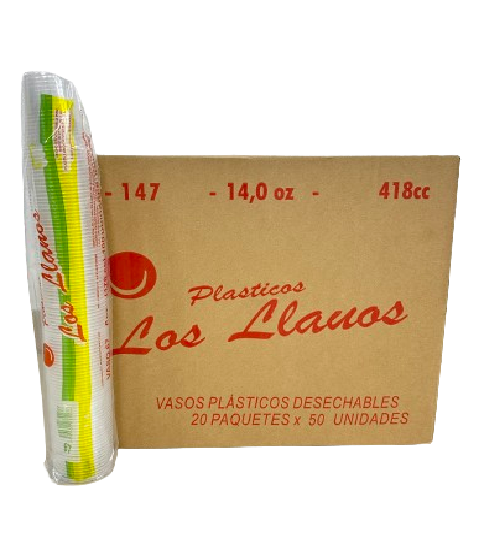 - 147 - 14,0 oz - 418cc
Plasticos
Los Llanos
VASOS PLÁSTICOS DESECHABLES
20 PAQUETES x 50 UNIDADES
Los Llanos